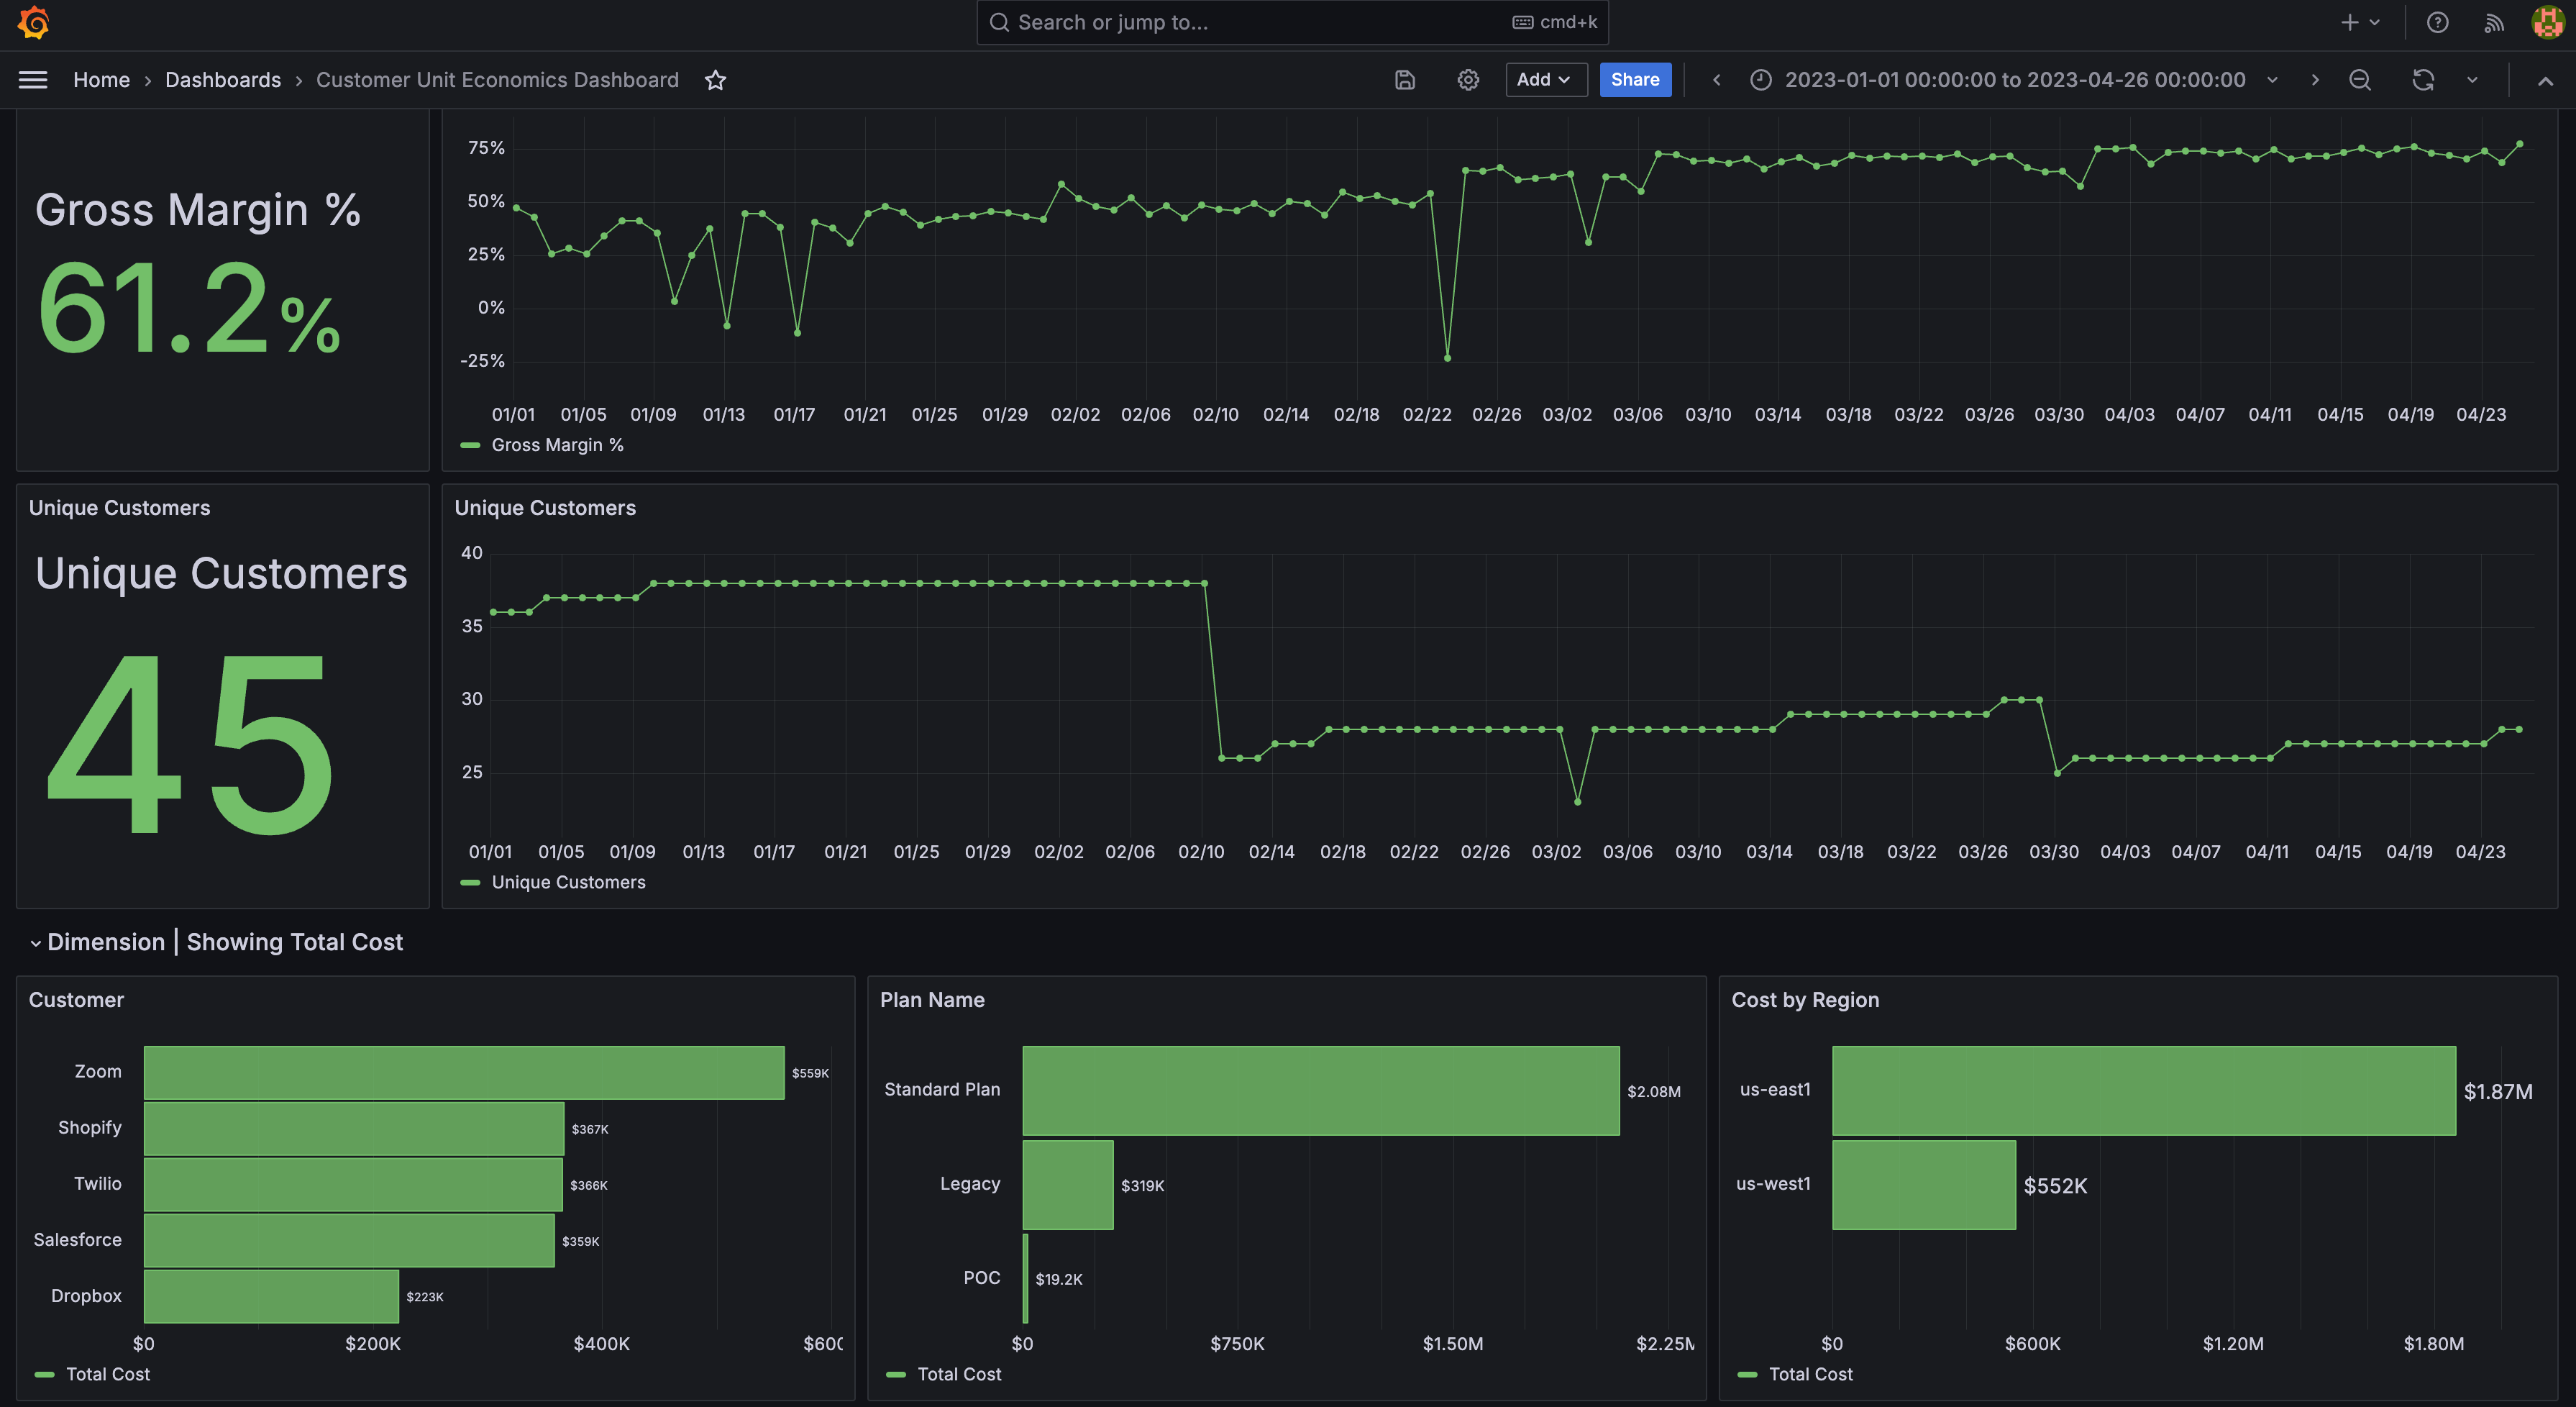 Search or jump to... cmd+k
Home › Dashboards › Customer Unit Economics Dashboard Add Share 2023-01-01 00:00:00 to 2023-04-26 00:00:00
Gross Margin %
61.2%
75%
50%
25%
0%
-25%
01/01 01/05 01/09 01/13 01/17 01/21 01/25 01/29 02/02 02/06 02/10 02/14 02/18 02/22 02/26 03/02 03/06 03/10 03/14 03/18 03/22 03/26 03/30 04/03 04/07 04/11 04/15 04/19 04/23
Gross Margin %
Unique Customers
Unique Customers
45
Unique Customers
40
35
30
25
01/01 01/05 01/09 01/13 01/17 01/21 01/25 01/29 02/02 02/06 02/10 02/14 02/18 02/22 02/26 03/02 03/06 03/10 03/14 03/18 03/22 03/26 03/30 04/03 04/07 04/11 04/15 04/19 04/23
Unique Customers
Dimension | Showing Total Cost
Customer
Zoom $559K
Shopify $367K
Twilio $366K
Salesforce $359K
Dropbox $223K
$0 $200K $400K
Total Cost
Plan Name
Standard Plan $2.08M
Legacy $319K
POC $19.2K
$0 $750K $1.50M $2.25M
Total Cost
Cost by Region
us-east1 $1.87M
us-west1 $552K
$0 $600K $1.20M $1.80M
Total Cost